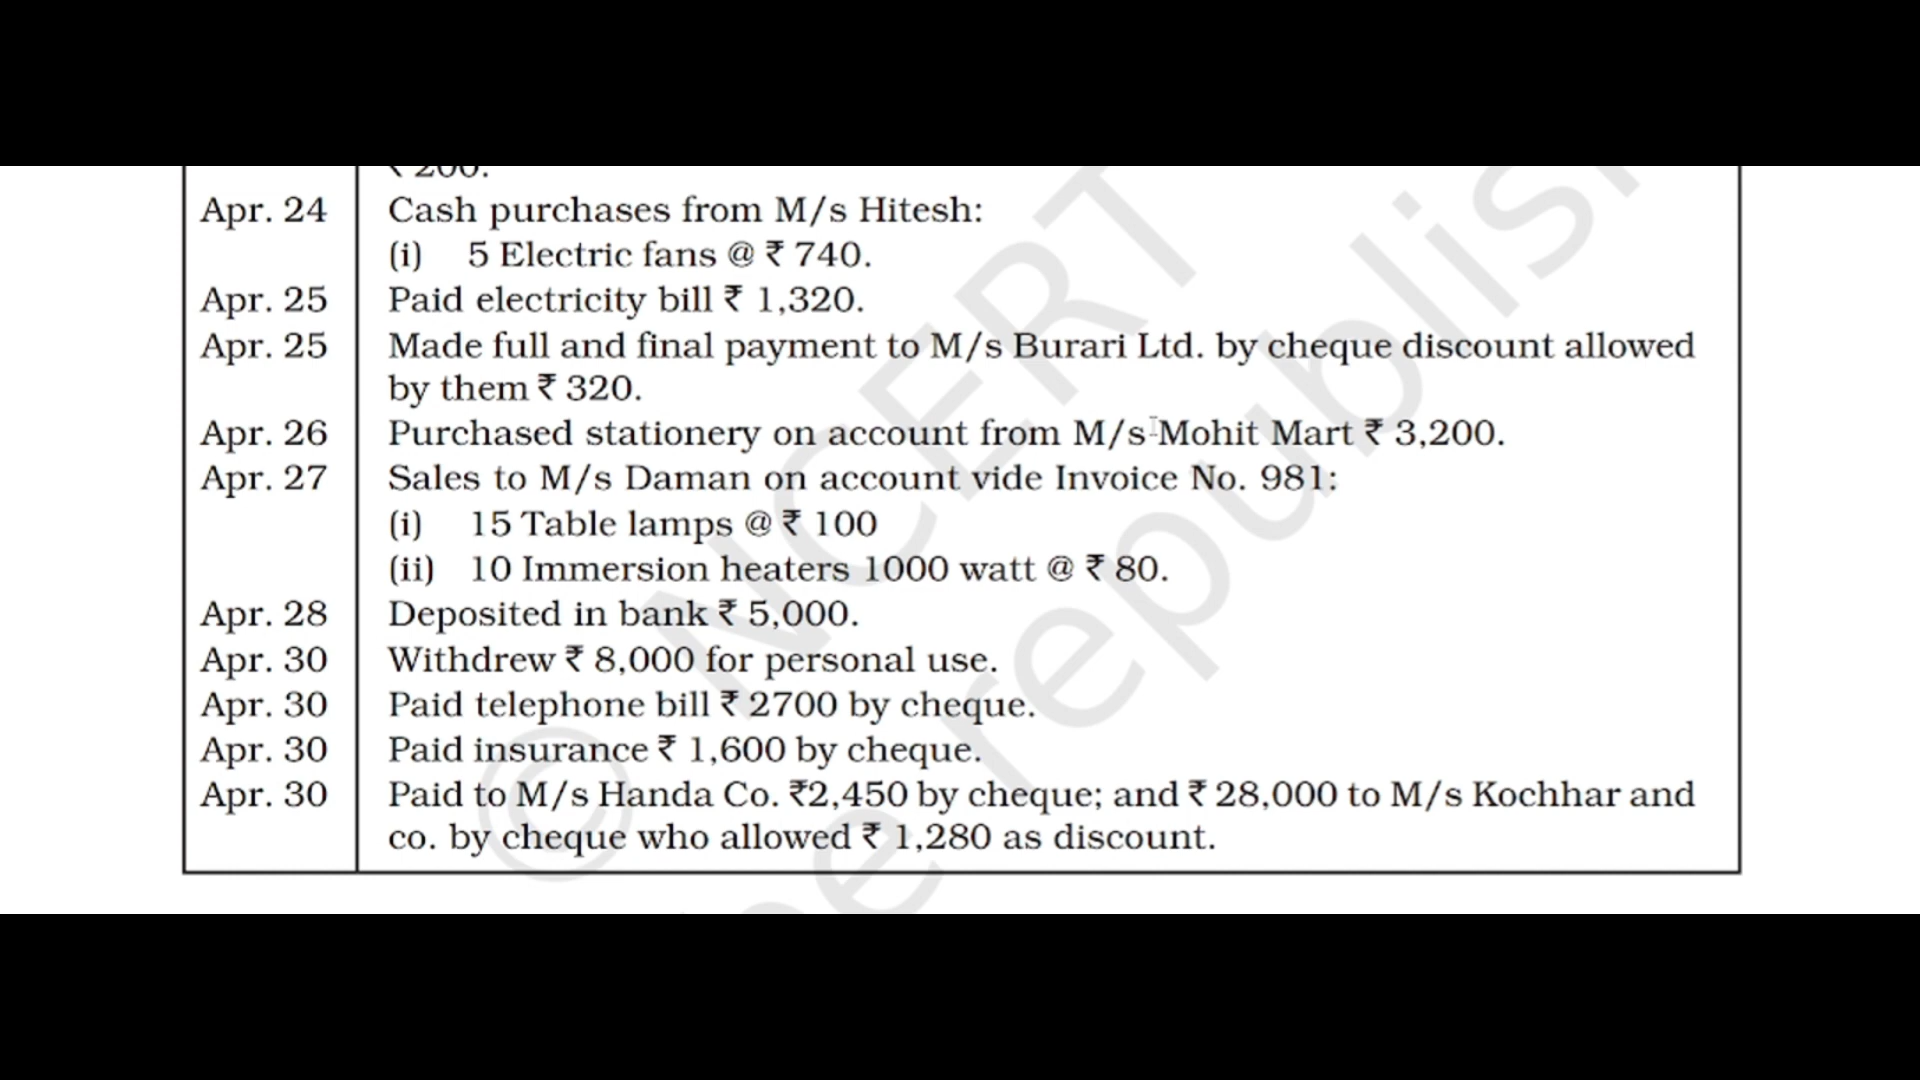 ₹ 200.
Apr. 24 Cash purchases from M/s Hitesh:
(i) 5 Electric fans @ ₹ 740.
Apr. 25 Paid electricity bill ₹ 1,320.
Apr. 25 Made full and final payment to M/s Burari Ltd. by cheque discount allowed
by them ₹ 320.
Apr. 26 Purchased stationery on account from M/s Mohit Mart ₹ 3,200.
Apr. 27 Sales to M/s Daman on account vide Invoice No. 981:
(i) 15 Table lamps @ ₹ 100
(ii) 10 Immersion heaters 1000 watt @ ₹ 80.
Apr. 28 Deposited in bank ₹ 5,000.
Apr. 30 Withdrew ₹ 8,000 for personal use.
Apr. 30 Paid telephone bill ₹ 2700 by cheque.
Apr. 30 Paid insurance ₹ 1,600 by cheque.
Apr. 30 Paid to M/s Handa Co. ₹2,450 by cheque; and ₹ 28,000 to M/s Kochhar and
co. by cheque who allowed ₹ 1,280 as discount.
© NCERT
republis